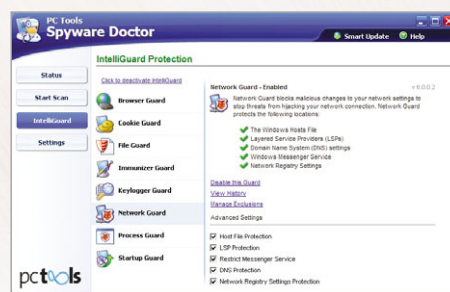 PC Tools
Spyware Doctor
Smart Update
Help
IntelliGuard Protection
Status
Start Scan
IntelliGuard
Settings
Click to deactivate IntelliGuard
Browser Guard
Cookie Guard
File Guard
Immunizer Guard
Keylogger Guard
Network Guard
Process Guard
Startup Guard
Network Guard - Enabled
v 6.0.0.2
Network Guard blocks malicious changes to your network settings to
stop threats from hijacking your network connection. Network Guard
protects the following locations:
The Windows Hosts File
Layered Service Providers (LSPs)
Domain Name System (DNS) settings
Windows Messenger Service
Network Registry Settings
Disable this Guard
View History
Manage Exclusions
Advanced Settings
Host File Protection
LSP Protection
Restrict Messenger Service
DNS Protection
Network Registry Settings Protection
pctools